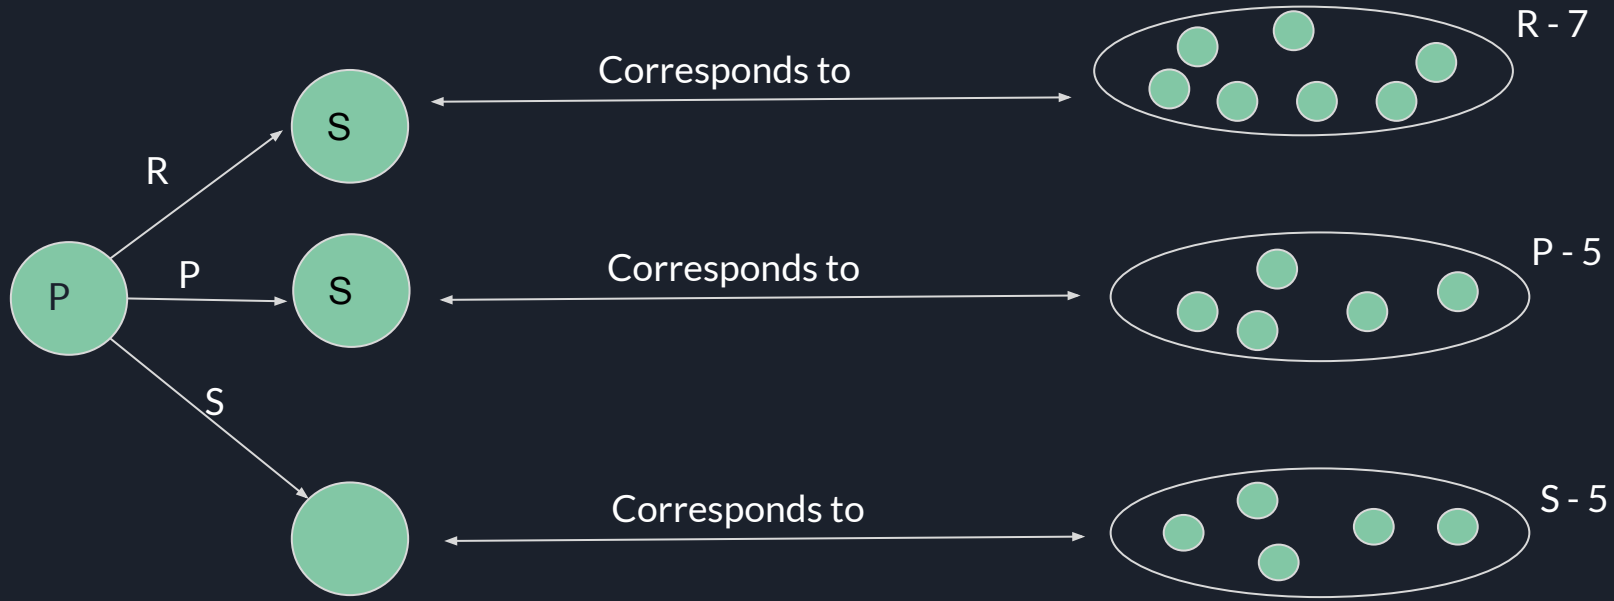 R - 7
Corresponds to
S
R
P - 5
Corresponds to
P
S
P
S
S - 5
Corresponds to